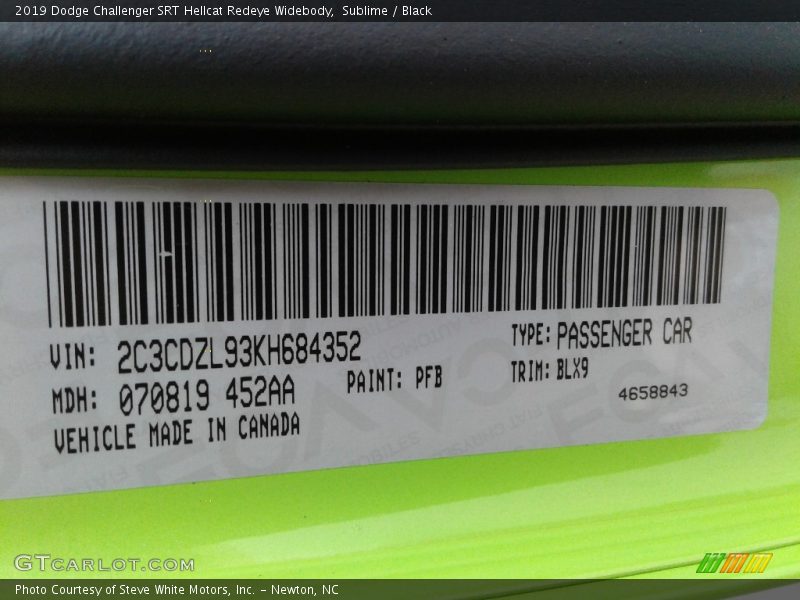 2019 Dodge Challenger SRT Hellcat Redeye Widebody, Sublime / Black
VIN: 2C3CDZL93KH684352
TYPE: PASSENGER CAR
MDH: 070819 452AA
PAINT: PFB
TRIM: BLX9
4658843
VEHICLE MADE IN CANADA
GTCARLOT.COM
Photo Courtesy of Steve White Motors, Inc. – Newton, NC